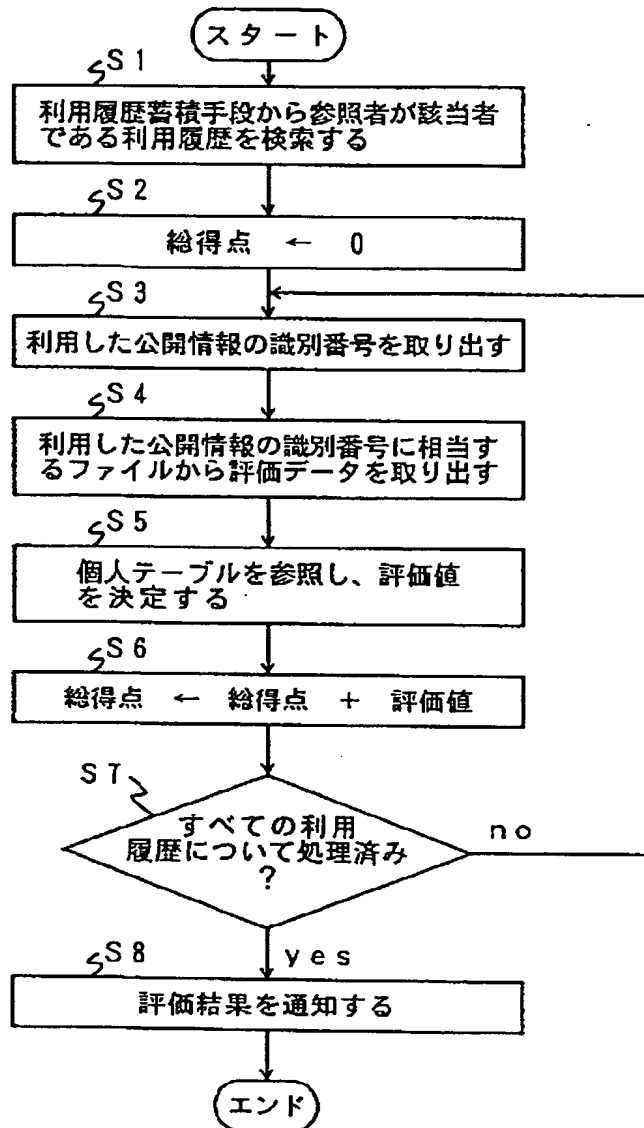 スタート
S1
利用履歴蓄積手段から参照者が該当者
である利用履歴を検索する
S2
総得点 ← 0
S3
利用した公開情報の識別番号を取り出す
S4
利用した公開情報の識別番号に相当す
るファイルから評価データを取り出す
S5
個人テーブルを参照し、評価値
を決定する
S6
総得点 ← 総得点 + 評価値
S7
すべての利用
履歴について処理済み
?
no
yes
S8
評価結果を通知する
エンド